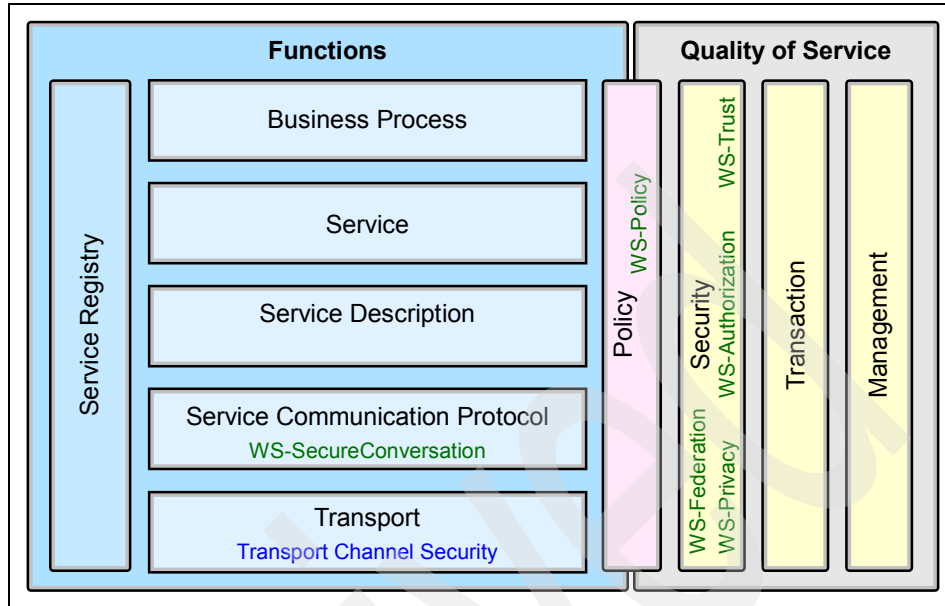 Functions
Quality of Service
Service Registry
Business Process
Service
Service Description
Service Communication Protocol
WS-SecureConversation
Transport
Transport Channel Security
Policy
WS-Policy
Security
WS-Federation
WS-Privacy
WS-Authorization
WS-Trust
Transaction
Management